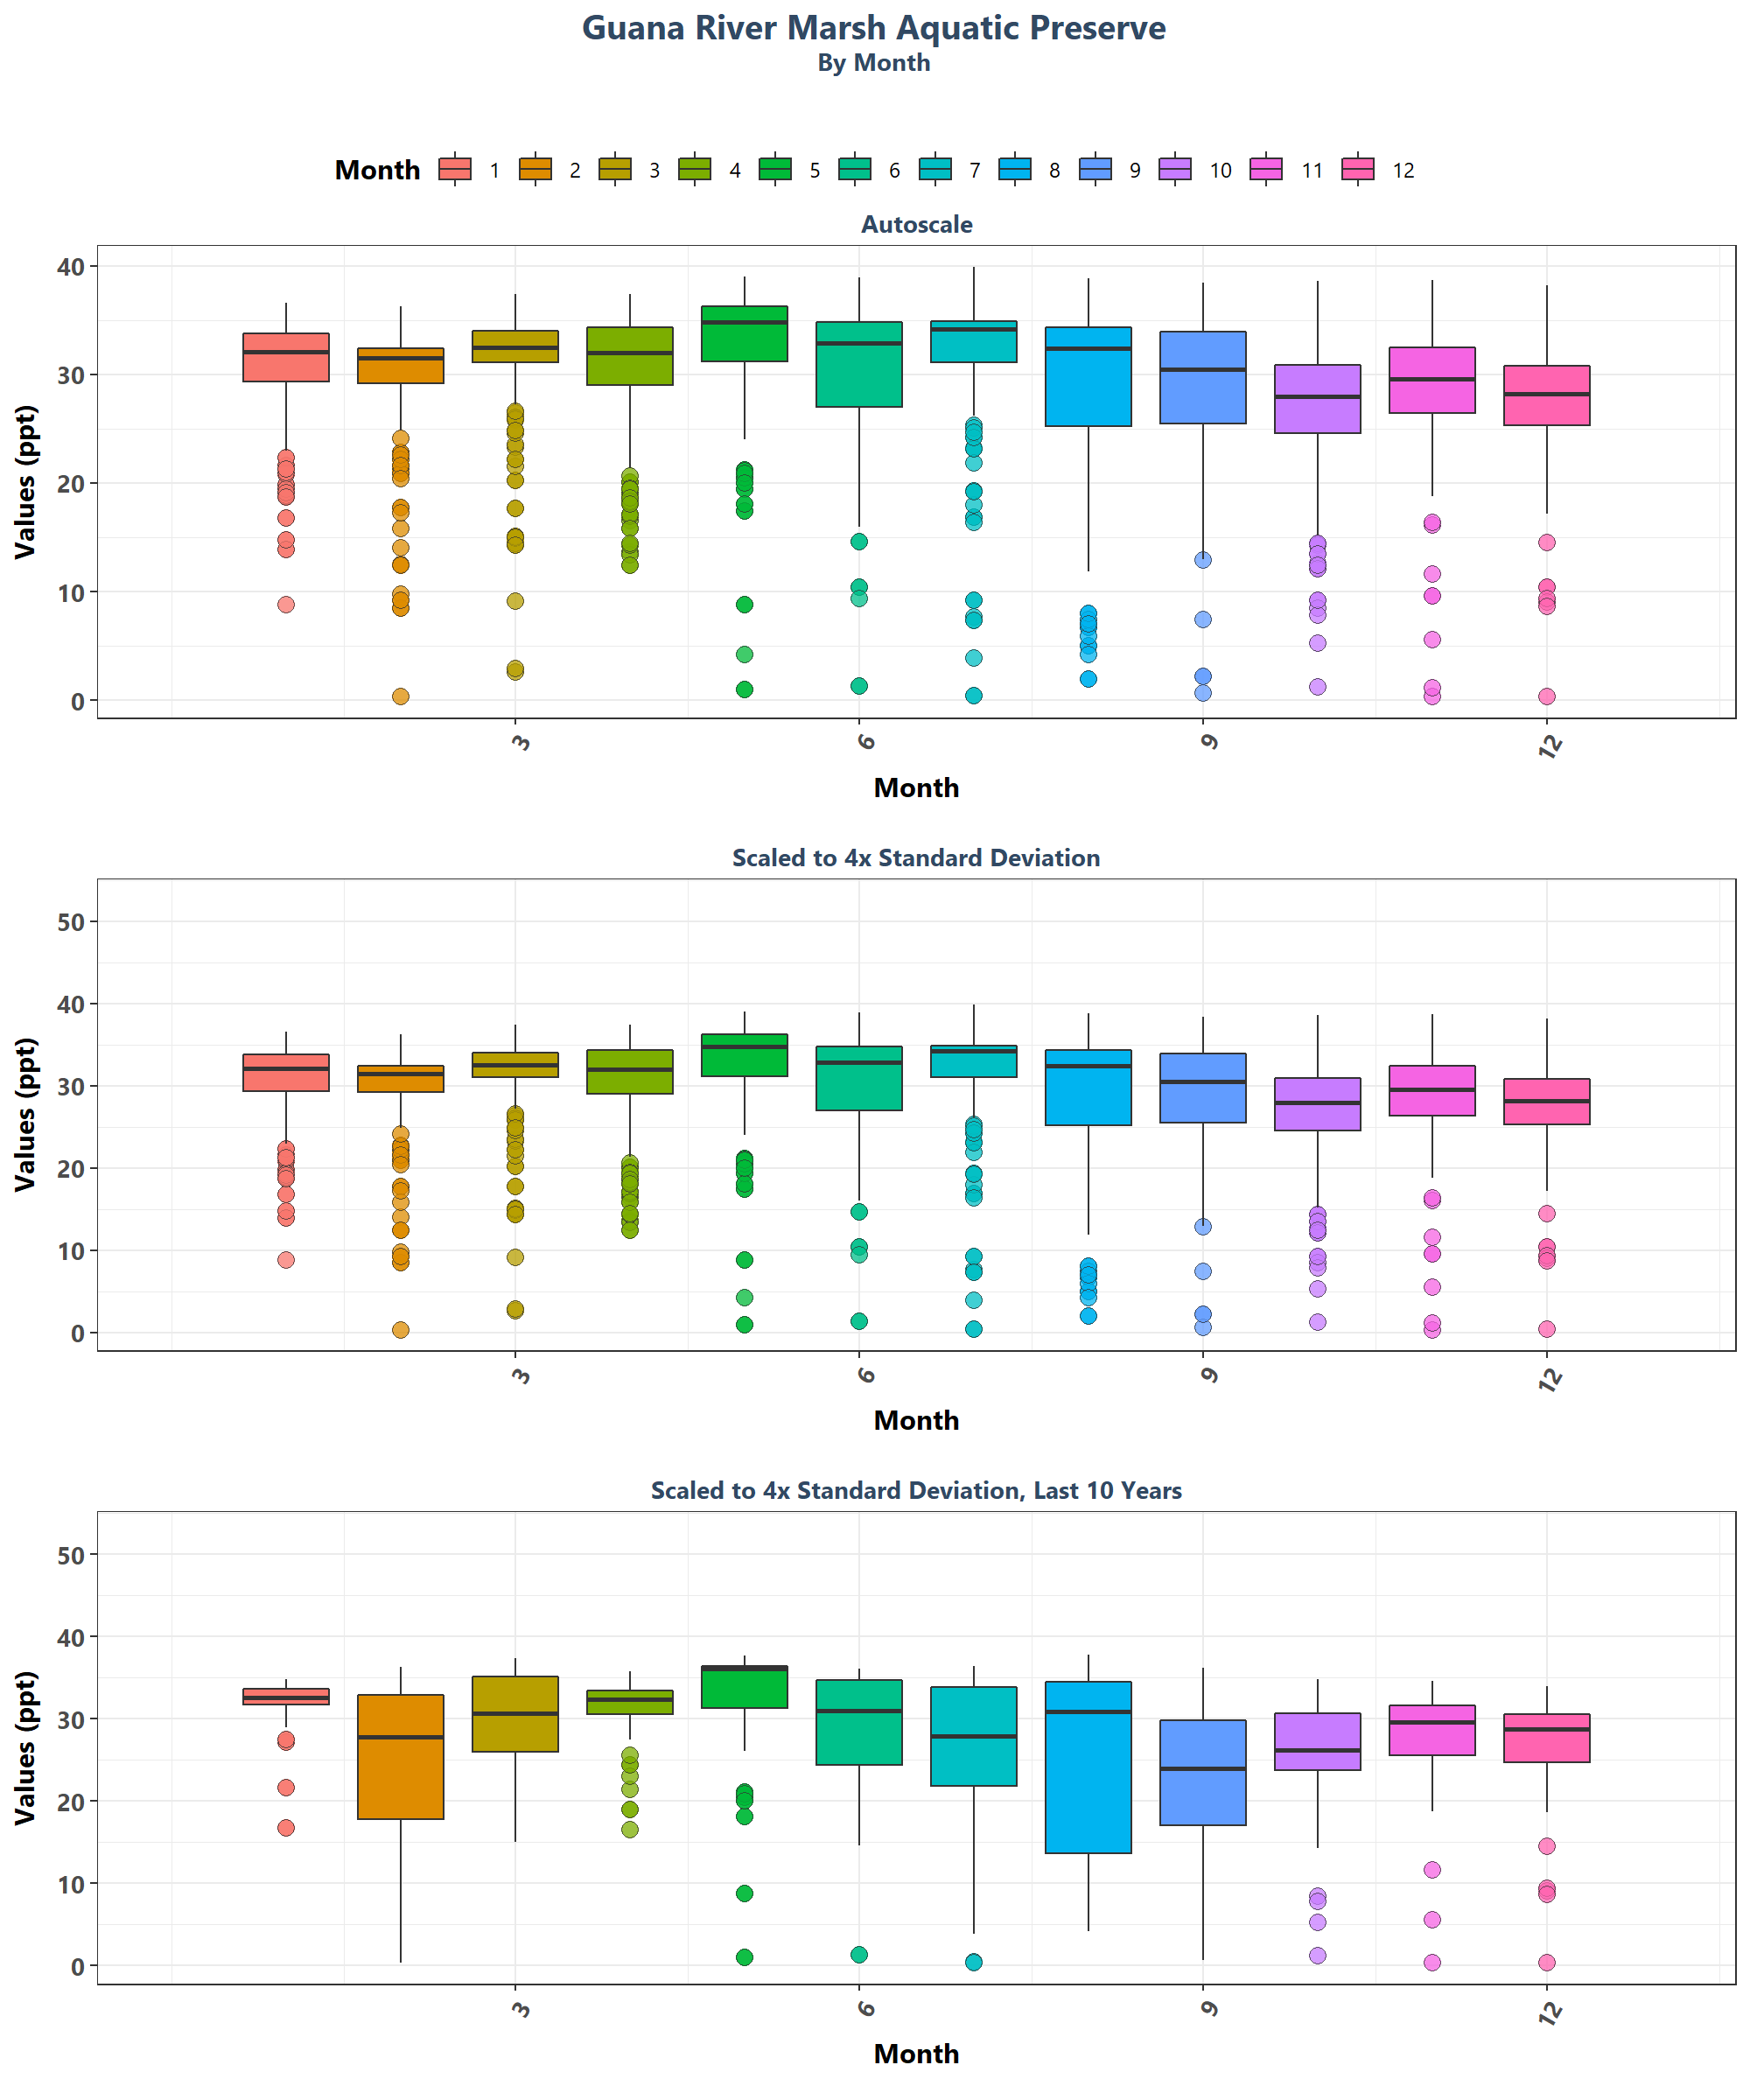 Guana River Marsh Aquatic Preserve
By Month
Month 1 2 3 4 5 6 7 8 9 10 11 12
Autoscale
Values (ppt)
40
30
20
10
0
3 6 9 12
Month
Scaled to 4x Standard Deviation
Values (ppt)
50
40
30
20
10
0
3 6 9 12
Month
Scaled to 4x Standard Deviation, Last 10 Years
Values (ppt)
50
40
30
20
10
0
3 6 9 12
Month